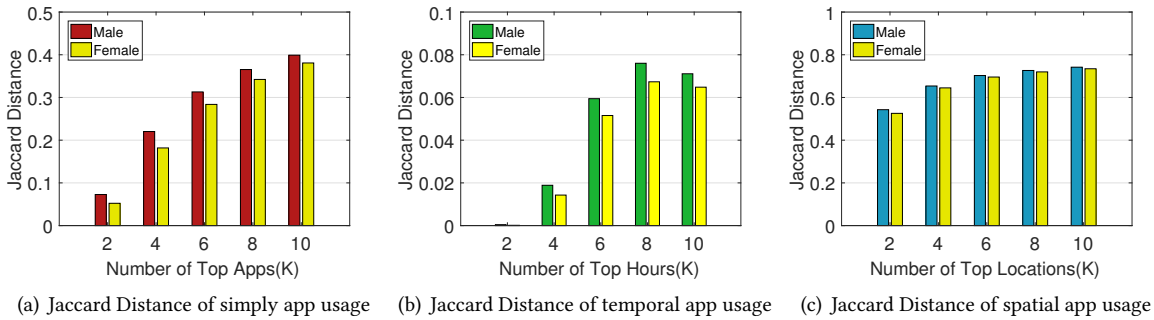 Jaccard Distance
0.5
0.4
0.3
0.2
0.1
0
Male
Female
2 4 6 8 10
Number of Top Apps(K)
(a) Jaccard Distance of simply app usage
Jaccard Distance
0.1
0.08
0.06
0.04
0.02
0
Male
Female
2 4 6 8 10
Number of Top Hours(K)
(b) Jaccard Distance of temporal app usage
Jaccard Distance
1
0.8
0.6
0.4
0.2
0
Male
Female
2 4 6 8 10
Number of Top Locations(K)
(c) Jaccard Distance of spatial app usage